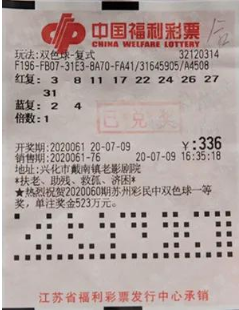 中国福利彩票
CHINA WELFARE LOTTERY
玩法:双色球-复式 32120314
F196-FB07-31E3-8A70-FA41/31645905/A4508
红复: 3 8 11 17 22 24 26 27
31
蓝复: 2 4
倍数: 1
已兑奖
开奖期: 2020061 20-07-09 ¥:336
销售期: 2020061-76 20-07-09 16:35:18
地址: 兴化市戴南镇老影剧院
*扶老、助残、救孤、济困*
★热烈祝贺2020060期苏州彩民中双色球一等
奖,单注奖金523万元。
江苏省福利彩票发行中心承销